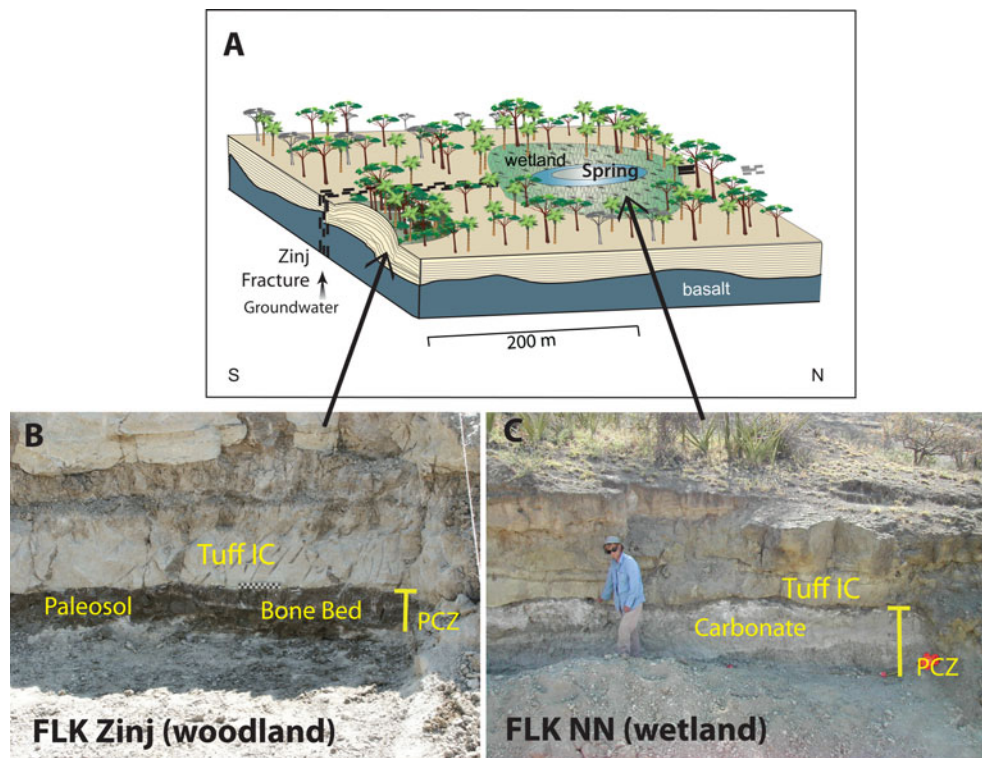 A
wetland
Spring
Zinj
Fracture
Groundwater
basalt
200 m
S
N
B
Tuff IC
Paleosol
Bone Bed
PCZ
FLK Zinj (woodland)
C
Tuff IC
Carbonate
PCZ
FLK NN (wetland)